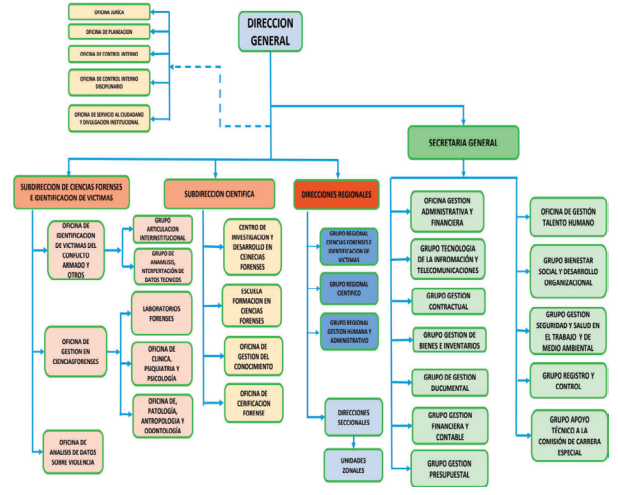 DIRECCION
GENERAL
OFICINA JURÍCA
OFICINA DE PLANEACION
OFICINA DE CONTROL INTERNO
OFICINA DE CONTROL INTERNO
DISCIPLINARIO
OFICINA DE SERVICIO AL CIUDADANO
Y DIVULGACION INSTITUCIONAL
SECRETARIA GENERAL
SUBDIRECCION DE CIENCIAS FORENSES
E IDENTIFICACION DE VICTIMAS
OFICINA DE
IDENTIFICACION
DE VICTIMAS DEL
CONFLICTO
ARMADO Y
OTROS
GRUPO
ARTICULACION
INTERINSTITUCIONAL
GRUPO DE
ANAMALISIS,
INTERPRETACIÓN DE
DATOS TECNICOS
OFICINA DE
GESTION EN
CIENCIASFORENSES
LABORATORIOS
FORENSES
OFICINA DE
CLINICA,
PSIQUIATRIA Y
PSICOLOGÍA
OFICINA DE,
PATOLOGÍA,
ANTROPOLOGIA Y
ODONTOLOGÍA
OFICINA DE
ANALISIS DE DATOS
SOBRE VIOLENCIA
SUBDIRECCION CIENTIFICA
CENTRO DE
INVESTIGACION Y
DESARROLLO EN
CEINECIAS
FORENSES
ESCUELA
FORMACION EN
CIENCIAS
FORENSES
OFICINA DE
GESTION DEL
CONOCIMIENTO
OFICINA DE
CERIFICACION
FORENSE
DIRECCIONES REGIONALES
GRUPO REGIONAL
CIENCIAS FORENSES E
IDENTIFICACION DE
VICTIMAS
GRUPO REGIONAL
CIENTIFICO
GRUPO REGIONAL
GESTION HUMANA Y
ADMINISTRATIVO
DIRECCIONES
SECCIONALES
UNIDADES
ZONALES
OFICINA GESTION
ADMINISTRATIVA Y
FINANCIERA
GRUPO TECNOLOGIA
DE LA INFROMACIÓN Y
TELECOMUNICACIONES
GRUPO GESTION
CONTRACTUAL
GRUPO GESTION DE
BIENES E INVENTARIOS
GRUPO DE GESTION
DUCUMENTAL
GRUPO GESTION
FINANCIERA Y
CONTABLE
GRUPO GESTION
PRESUPUESTAL
OFICINA DE GESTIÓN
TALENTO HUMANO
GRUPO BIENESTAR
SOCIAL Y DESARROLLO
ORGANIZACIONAL
GRUPO GESTION
SEGURIDAD Y SALUD EN
EL TRABAJO Y DE
MEDIO AMBIENTAL
GRUPO REGISTRO Y
CONTROL
GRUPO APOYO
TÉCNICO A LA
COMISIÓN DE CARRERA
ESPECIAL